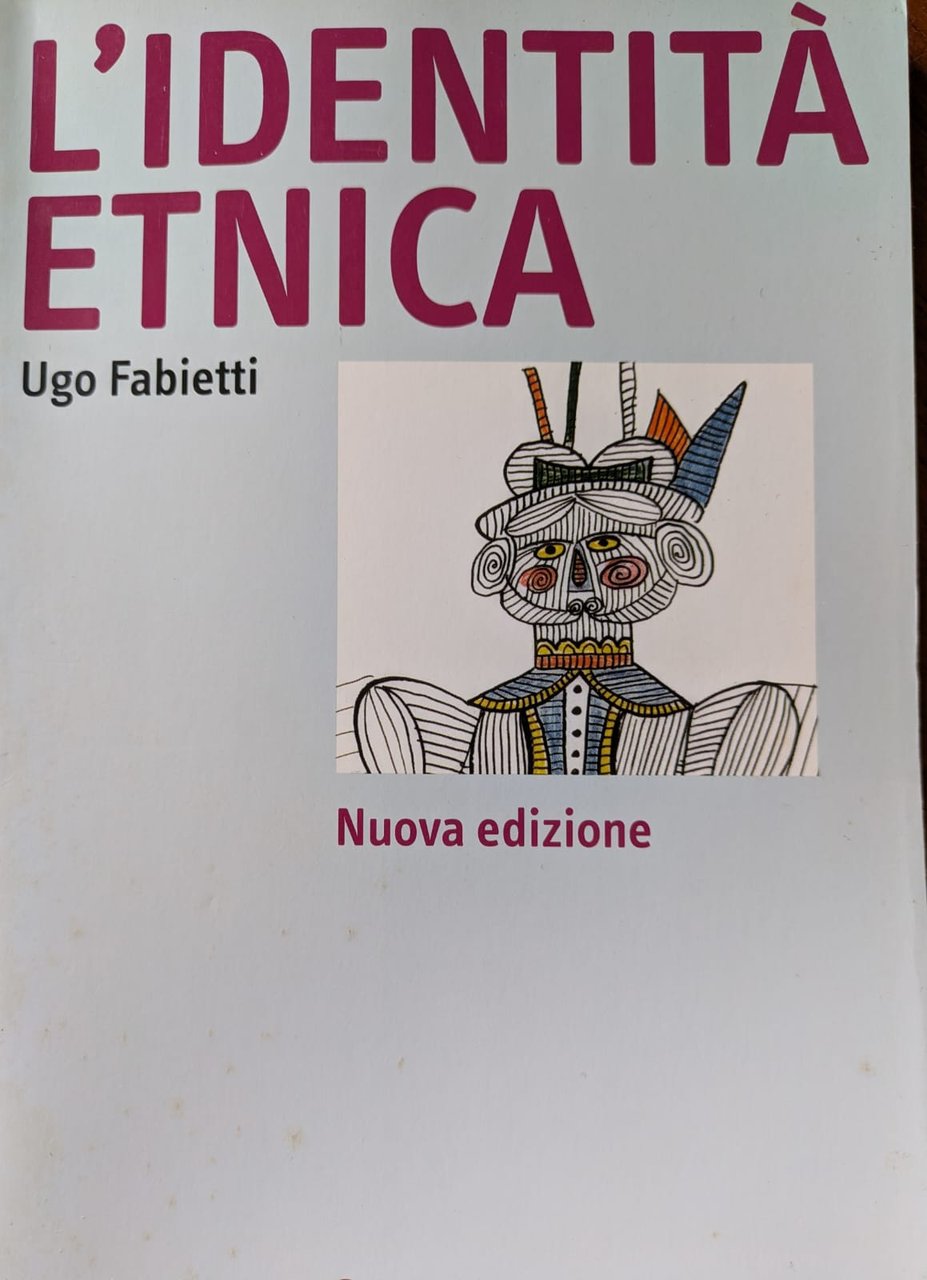 L'IDENTITÀ
ETNICA
Ugo Fabietti
Nuova edizione